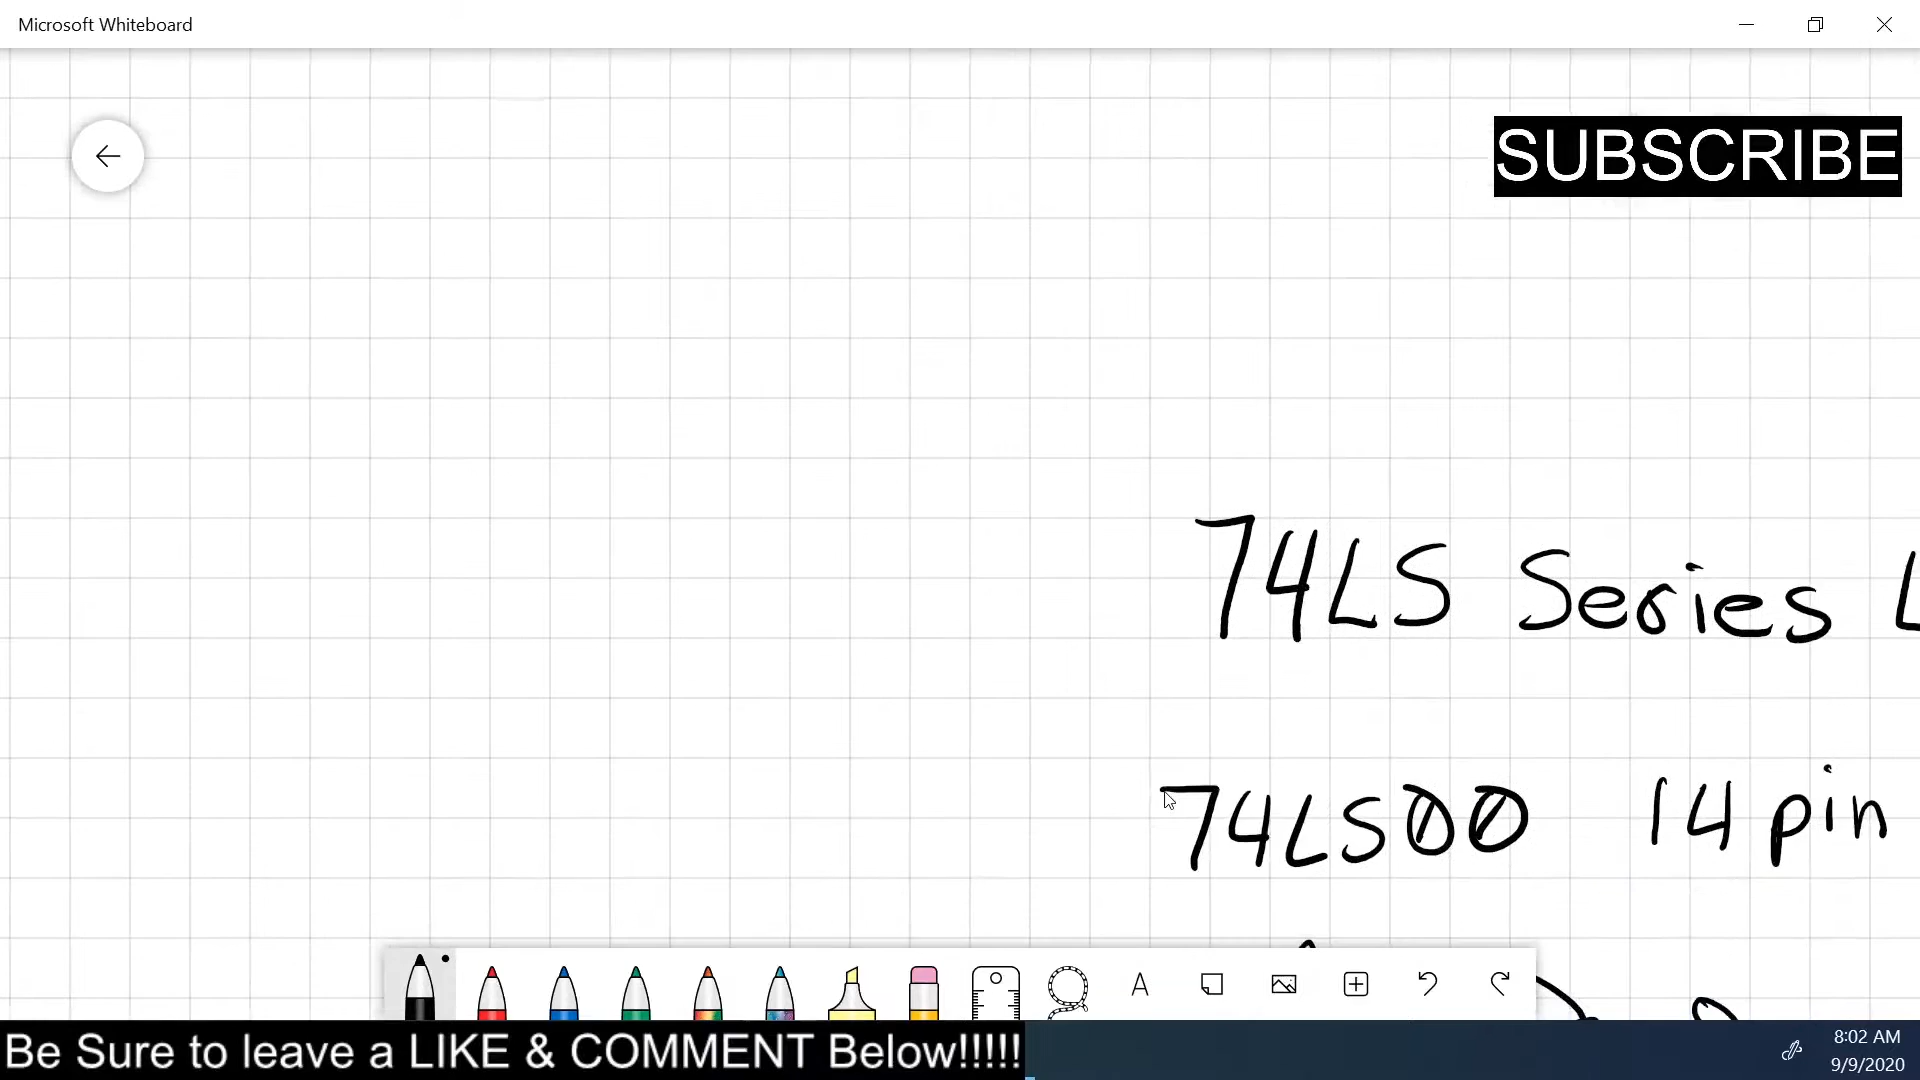 Microsoft Whiteboard
SUBSCRIBE
74LS Series L
74LS00 14 pin
A
Be Sure to leave a LIKE & COMMENT Below!!!!!
8:02 AM
9/9/2020